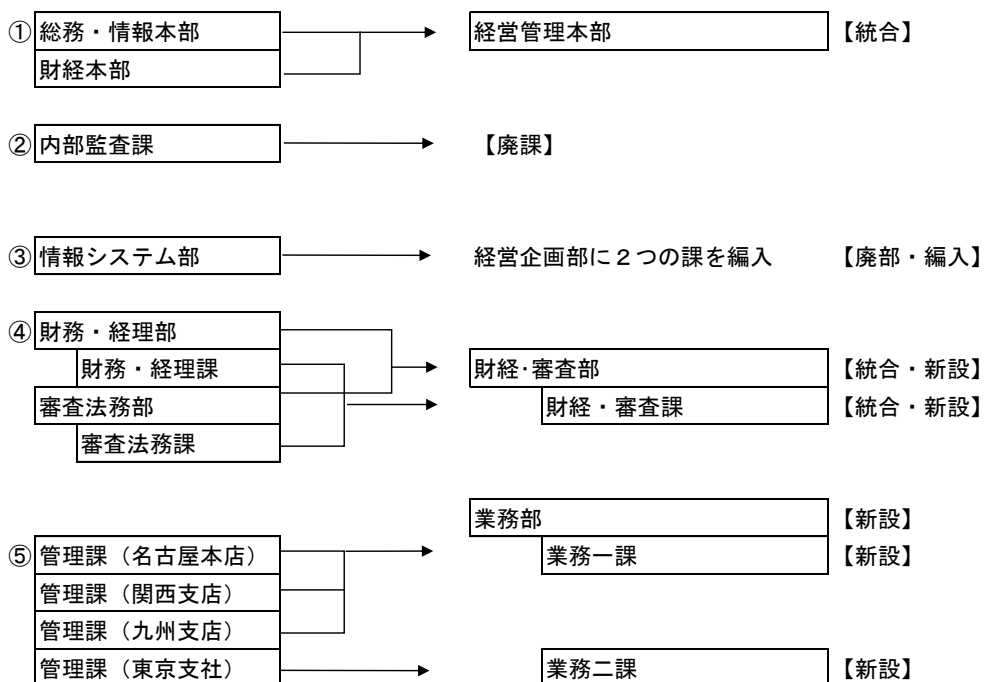 ①総務・情報本部 経営管理本部 【統合】
財経本部
②内部監査課 【廃課】
③情報システム部 経営企画部に２つの課を編入 【廃部・編入】
④財務・経理部
財務・経理課 財経･審査部 【統合・新設】
審査法務部 財経・審査課 【統合・新設】
審査法務課
業務部 【新設】
⑤管理課（名古屋本店） 業務一課 【新設】
管理課（関西支店）
管理課（九州支店）
管理課（東京支社） 業務二課 【新設】